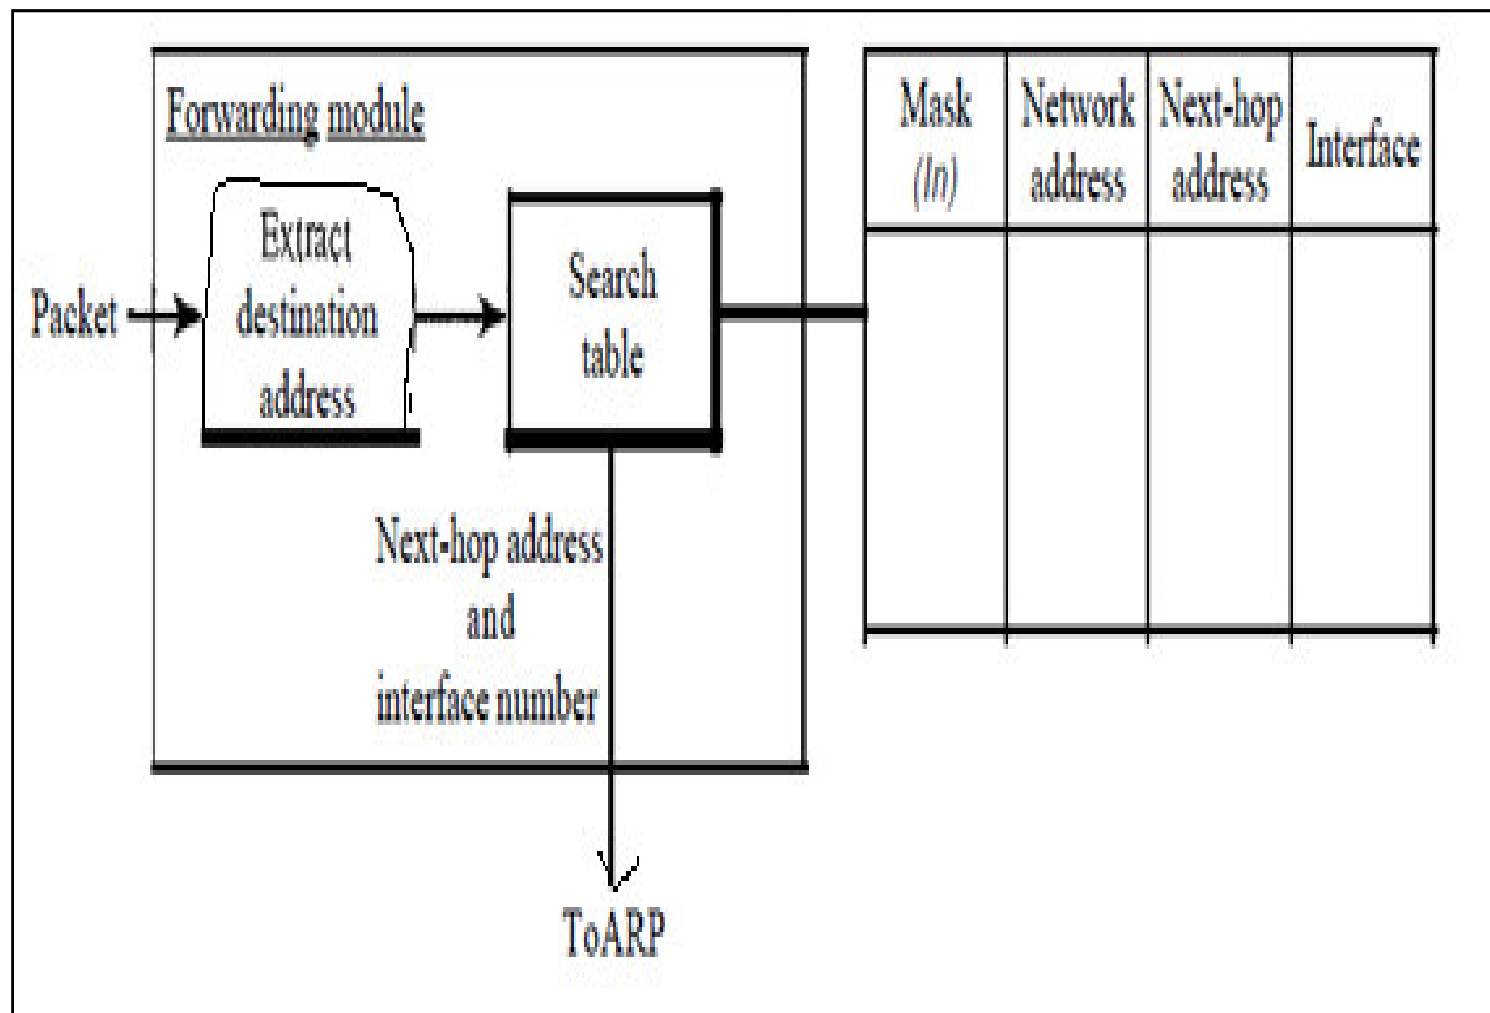 Forwarding module
Packet
Extract
destination
address
Search
table
Next-hop address
and
interface number
ToARP
Mask
(In)
Network
address
Next-hop
address
Interface